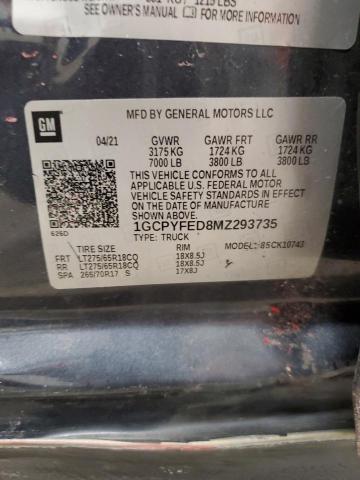 1215 LBS
SEE OWNER'S MANUAL FOR MORE INFORMATION
GM
MFD BY GENERAL MOTORS LLC
04/21 GVWR GAWR FRT GAWR RR
3175 KG 1724 KG 1724 KG
7000 LB 3800 LB 3800 LB
THIS VEHICLE CONFORMS TO ALL
APPLICABLE U.S. FEDERAL MOTOR
VEHICLE SAFETY STANDARDS IN
EFFECT ON THE DATE OF
MANUFACTURE SHOWN ABOVE.
1GCPYFED8MZ293735
626D TYPE: TRUCK
TIRE SIZE RIM MODEL: 85CK10743
FRT LT275/65R18CQ 18X8.5J
RR LT275/65R18CQ 18X8.5J
SPA 265/70R17 S 17X8J